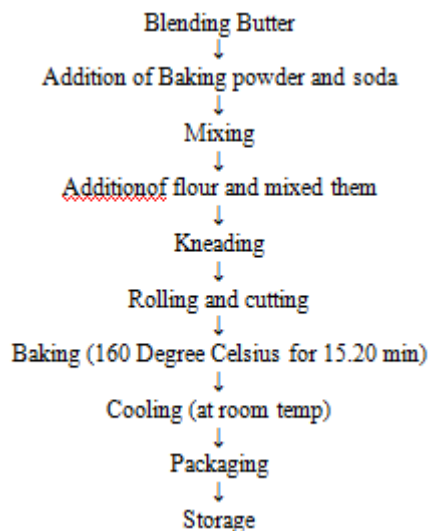 Blending Butter
↓
Addition of Baking powder and soda
↓
Mixing
↓
Additionof flour and mixed them
↓
Kneading
↓
Rolling and cutting
↓
Baking (160 Degree Celsius for 15.20 min)
↓
Cooling (at room temp)
↓
Packaging
↓
Storage